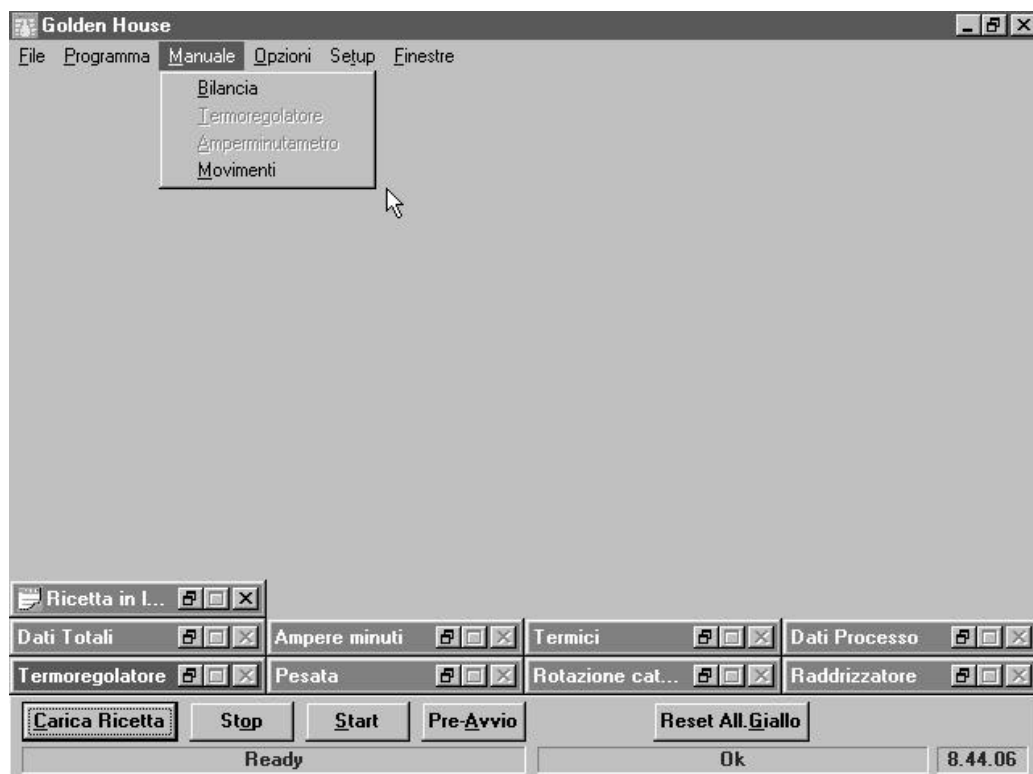 Golden House
File Programma Manuale Opzioni Setup Finestre
Bilancia
Termoregolatore
Amperminutametro
Movimenti
Ricetta in l...
Dati Totali Ampere minuti Termici Dati Processo
Termoregolatore Pesata Rotazione cat... Raddrizzatore
Carica Ricetta Stop Start Pre-Avvio Reset All.Giallo
Ready Ok 8.44.06